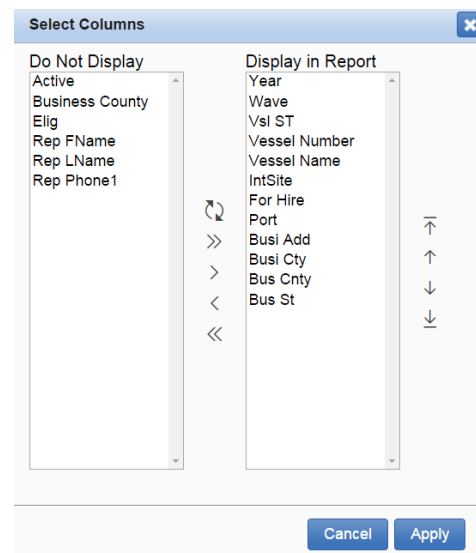 Select Columns
Do Not Display
Active
Business County
Elig
Rep FName
Rep LName
Rep Phone1
Display in Report
Year
Wave
Vsl ST
Vessel Number
Vessel Name
IntSite
For Hire
Port
Busi Add
Busi Cty
Bus Cnty
Bus St
Cancel
Apply